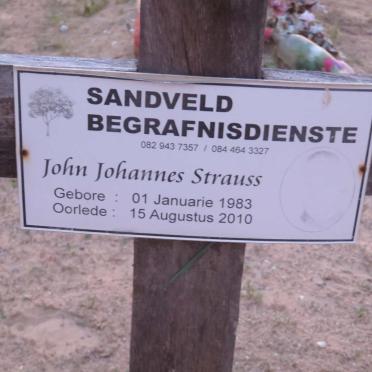 SANDVELD
BEGRAFNISDIENSTE
082 943 7357 / 084 464 3327
John Johannes Strauss
Gebore : 01 Januarie 1983
Oorlede : 15 Augustus 2010